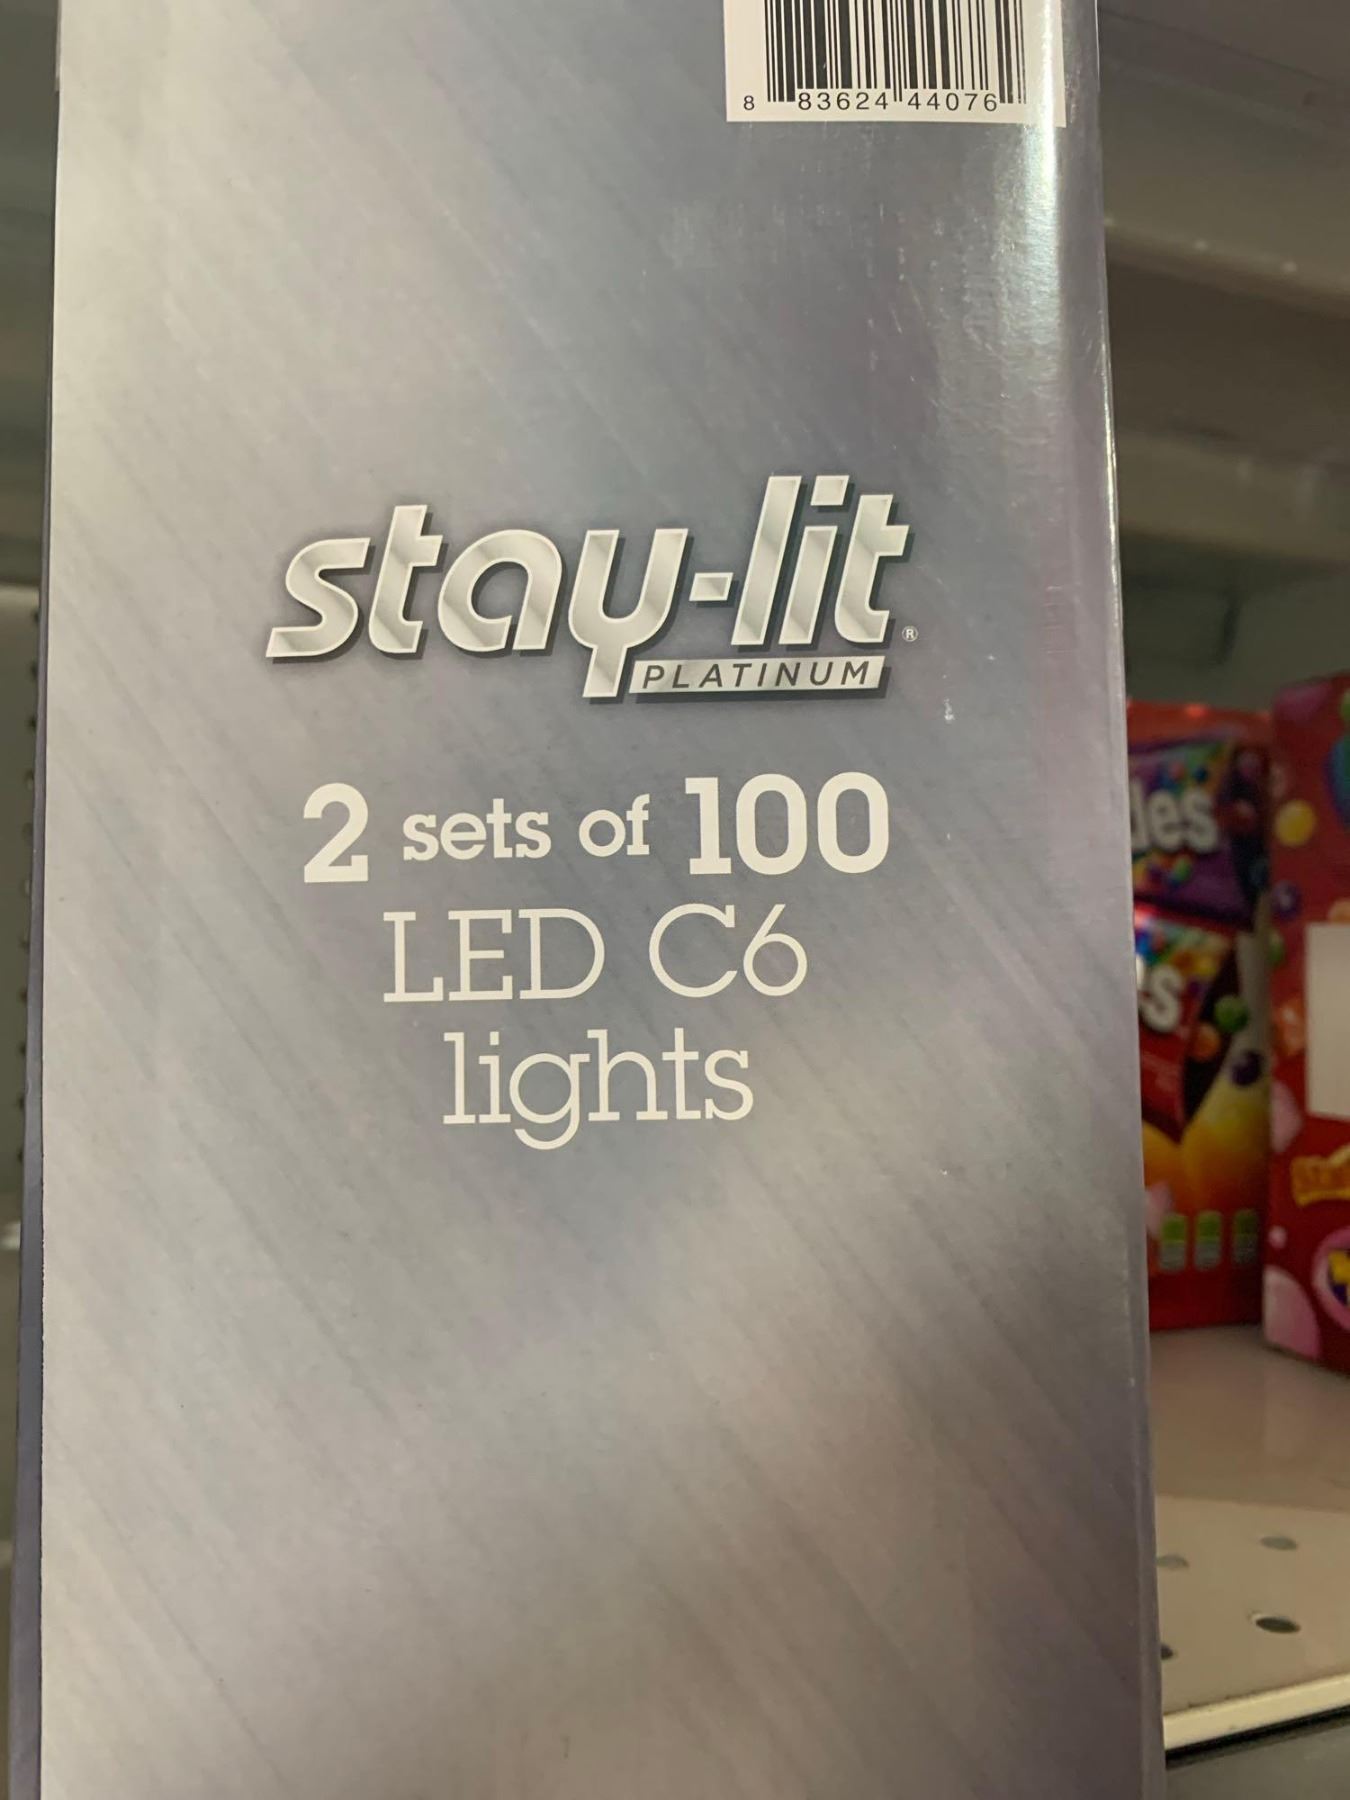 8 83624 44076
stay-lit®
PLATINUM
2 sets of 100
LED C6
lights